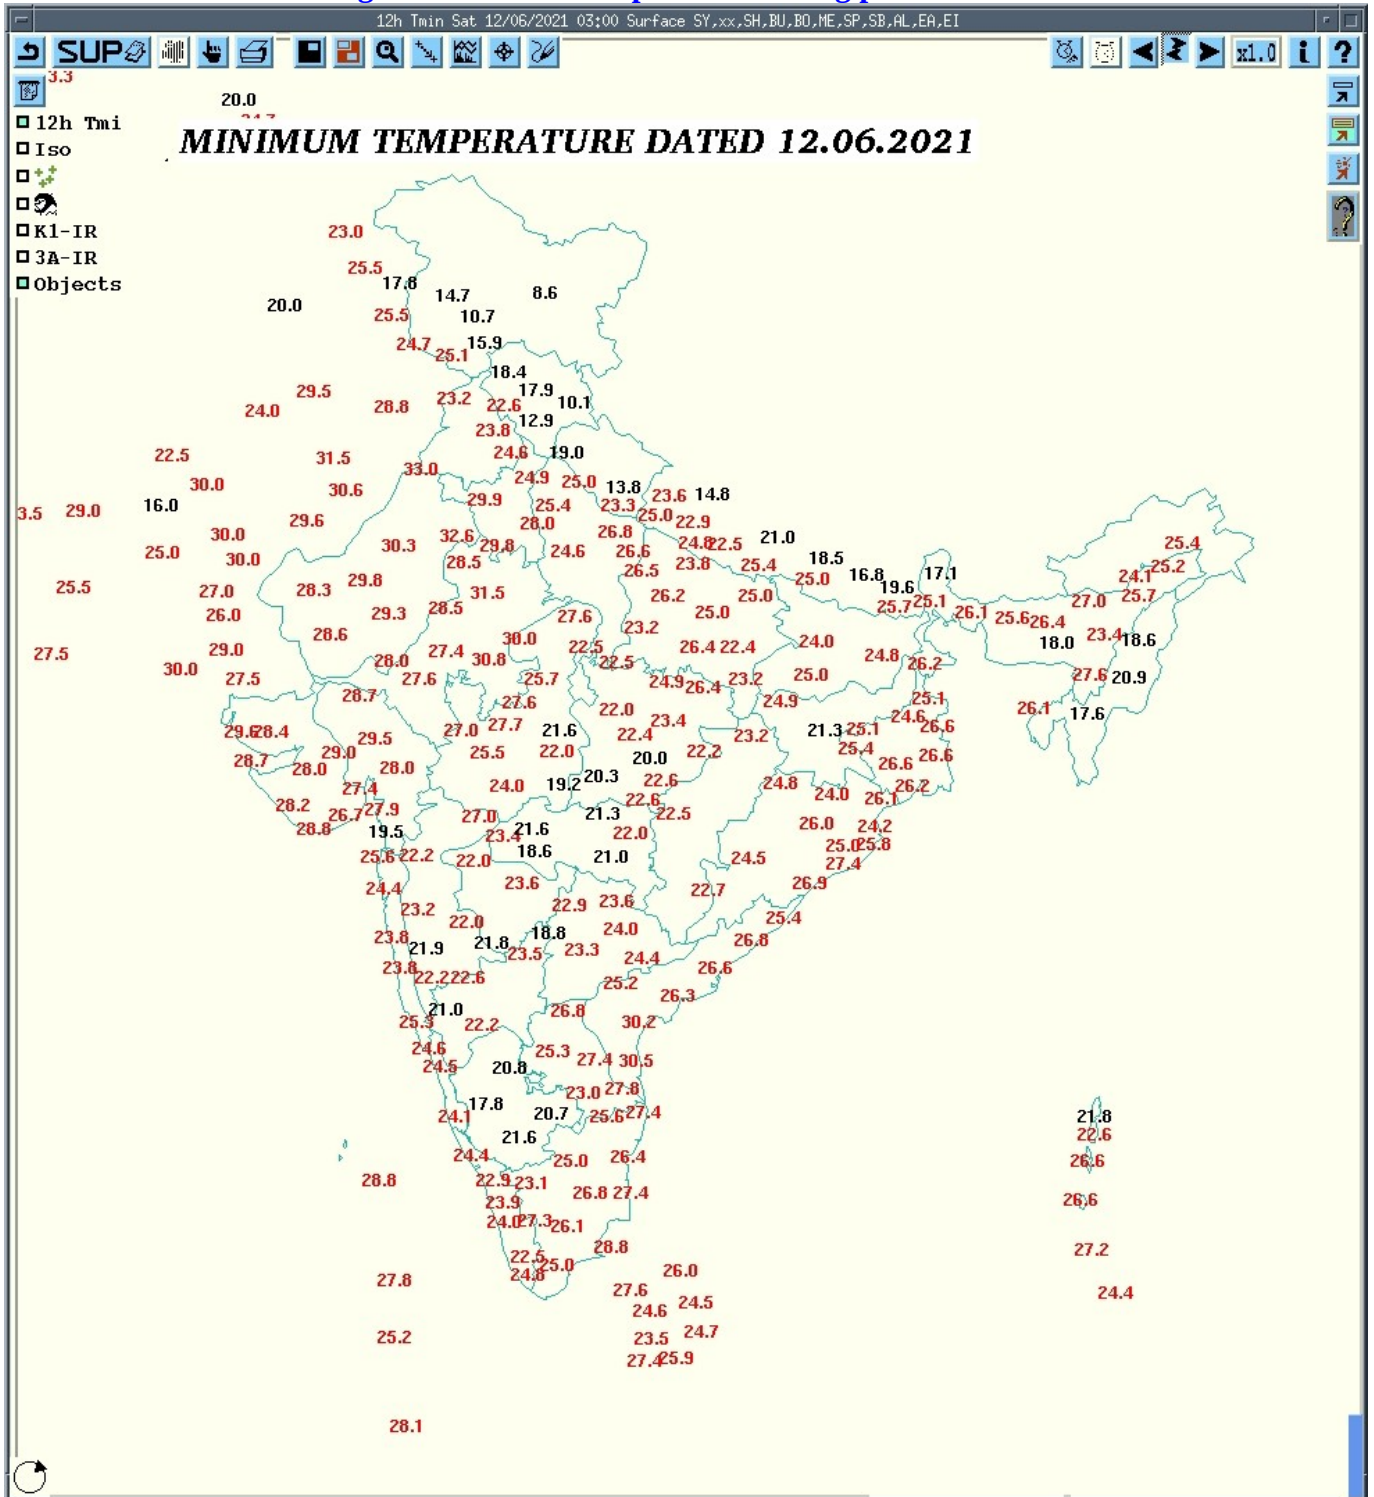 12h Tmin Sat 12/06/2021 03:00 Surface SY,xx,SH,BU,BO,ME,SP,SB,AL,EA,EI
SUP x1.0 i ?
3.3
20.0
12h Tmi
MINIMUM TEMPERATURE DATED 12.06.2021
Iso
K1-IR 23.0
3A-IR 25.5
Objects 17.8 14.7 8.6
20.0 25.5 10.7
24.7 25.1 15.9
18.4
29.5 17.9
24.0 28.8 23.2 22.6 10.1
12.9
23.8
22.5 31.5 24.6 19.0
33.0
30.0 30.6 24.9 25.0 13.8
16.0 29.9 25.4 23.3 23.6 14.8
3.5 29.0 29.6 28.0 25.0 22.9
30.0 32.6 26.8 21.0
25.0 30.0 30.3 29.8 24.6 26.6 24.8 22.5 25.4
28.5 26.5 23.8 25.4 18.5 25.2
25.5 27.0 28.3 29.8 31.5 26.2 25.0 25.0 16.8 19.6 17.1 24.1 25.7
26.0 29.3 28.5 27.6 25.0 25.7 25.1 26.1 25.6 26.4 27.0
28.6 30.0 23.2 24.0 18.0 23.4 18.6
27.5 29.0 28.0 27.4 30.8 22.5 22.5 26.4 22.4 24.8 26.2
30.0 27.5 27.6 25.7 24.9 26.4 23.2 25.0 27.6 20.9
28.7 27.6 22.0 24.9 25.1 26.1 17.6
29.6 28.4 29.5 27.0 27.7 21.6 22.4 23.4 23.2 21.3 25.1 24.6 26.6
28.7 29.0 25.5 22.0 20.0 22.2 25.4 26.6 26.6
28.0 28.0 24.0 19.2 20.3 22.6 24.8 26.2
27.4 22.6 24.0 26.1
28.2 26.7 27.9 27.0 21.3 22.5
28.8 19.5 23.4 21.6 22.0 26.0 24.2
25.6 22.2 22.0 18.6 21.0 24.5 25.0 25.8
27.4
24.4 23.6 22.7 26.9
23.2 22.0 22.9 23.6 25.4
23.8 21.9 21.8 18.8 24.0 26.8
23.5 23.3 24.4
23.8 22.2 22.6 25.2 26.6
26.3
21.0 26.8
25.3 22.2 30.2
24.6 25.3
24.5 20.8 27.4 30.5
23.0 27.8
17.8 20.7 25.6 27.4 21.8
24.1 21.6 22.6
24.4 25.0 26.4 26.6
28.8 22.9 23.1 26.8 27.4
23.9 26.6
24.0 27.3 26.1
22.5 28.8 27.2
24.8 25.0
27.8 26.0
27.6 24.5 24.4
24.6
25.2 23.5 24.7
27.4 25.9
28.1